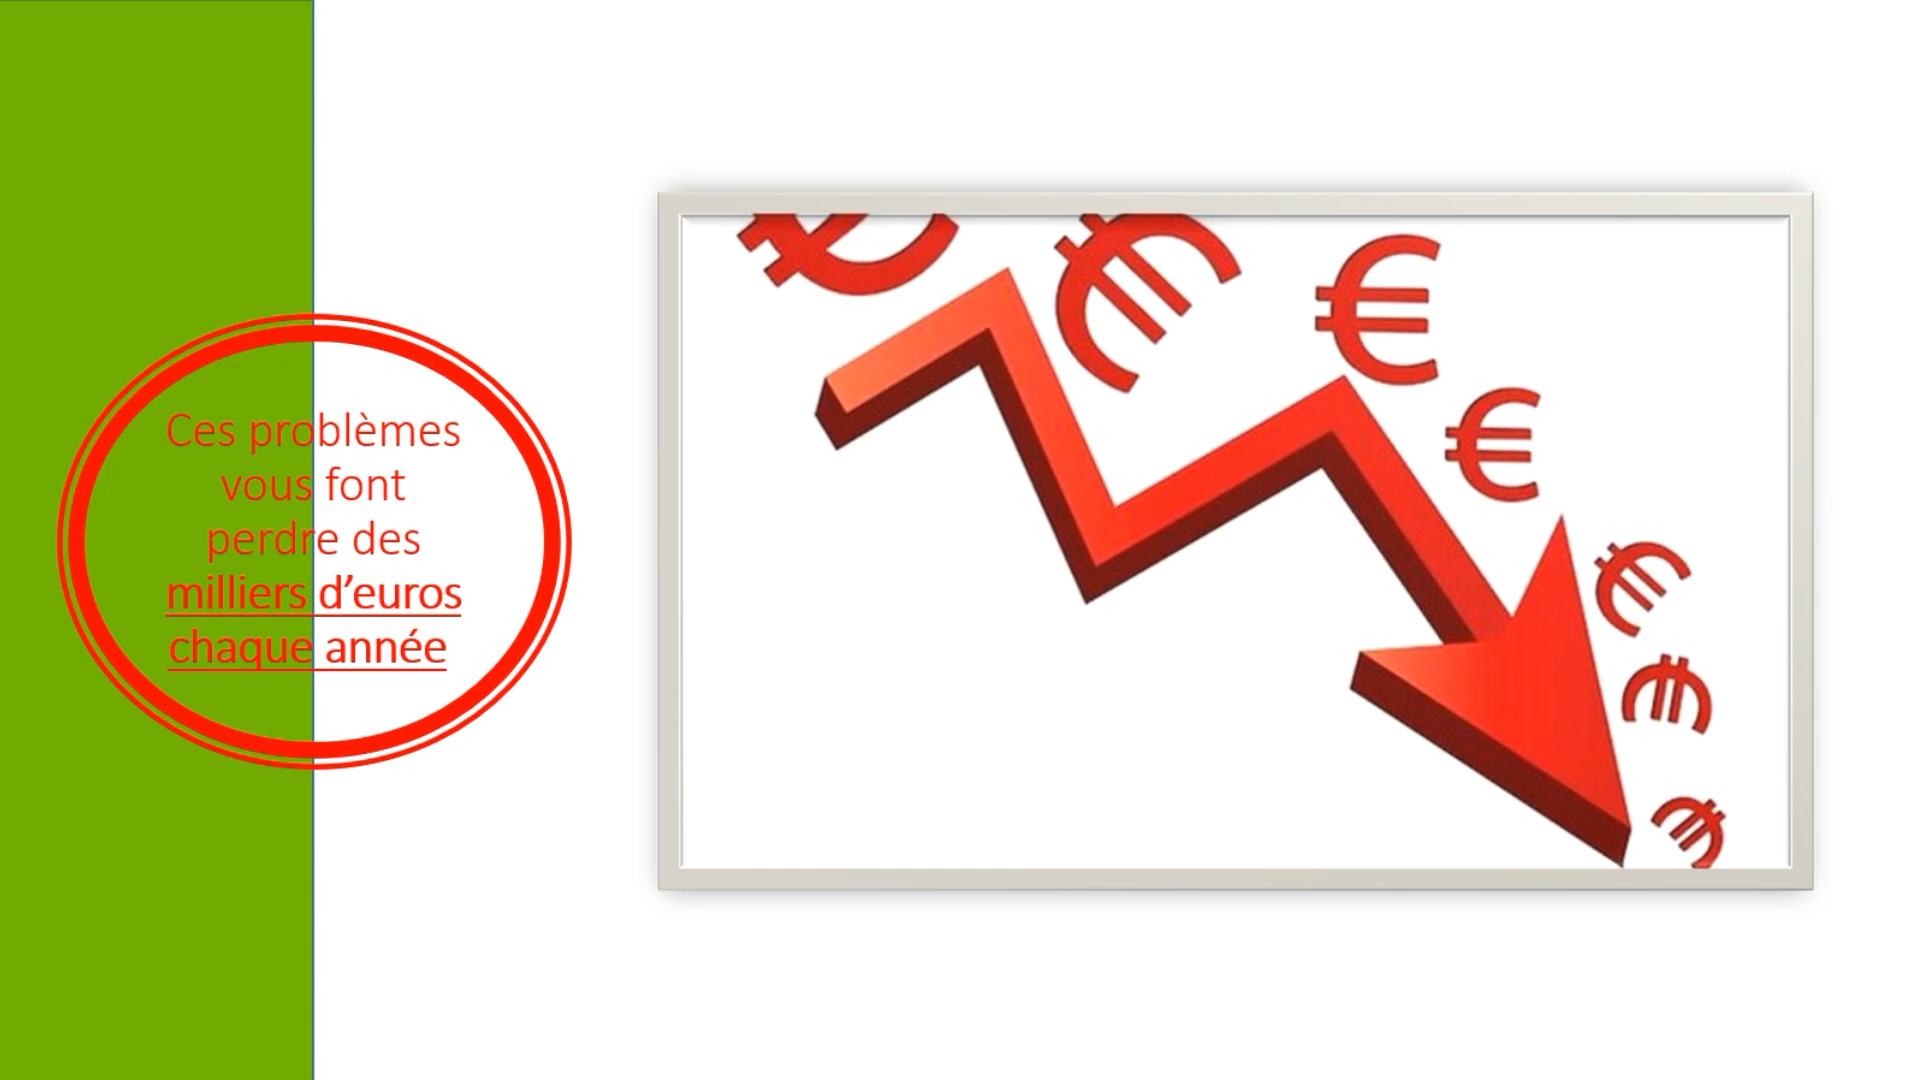 Ces problèmes
vous font
perdre des
milliers d’euros
chaque année
€
€
€
€
€
€
€